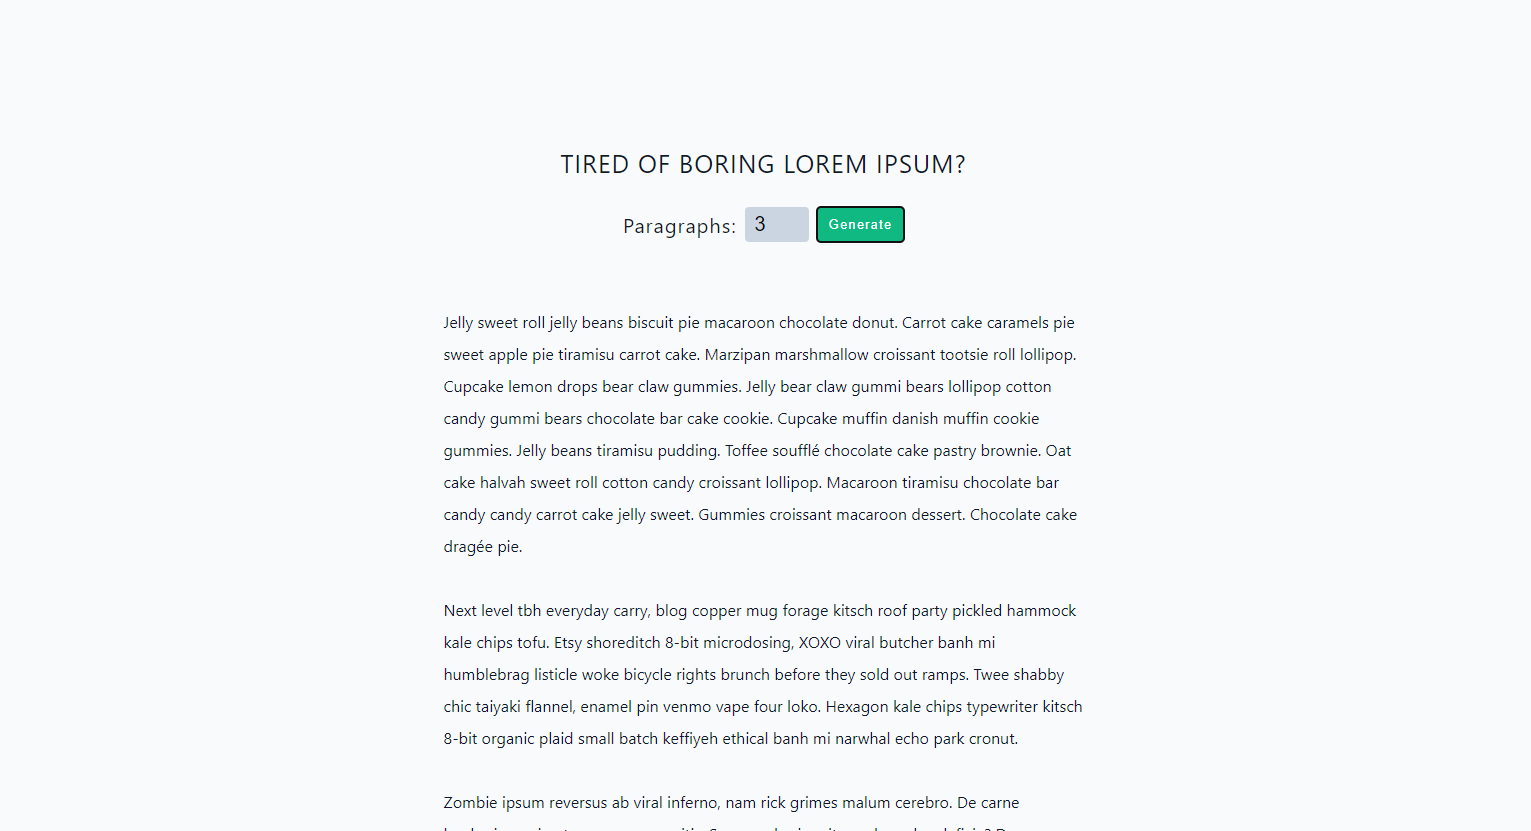 TIRED OF BORING LOREM IPSUM?
Paragraphs: 3 Generate
Jelly sweet roll jelly beans biscuit pie macaroon chocolate donut. Carrot cake caramels pie
sweet apple pie tiramisu carrot cake. Marzipan marshmallow croissant tootsie roll lollipop.
Cupcake lemon drops bear claw gummies. Jelly bear claw gummi bears lollipop cotton
candy gummi bears chocolate bar cake cookie. Cupcake muffin danish muffin cookie
gummies. Jelly beans tiramisu pudding. Toffee soufflé chocolate cake pastry brownie. Oat
cake halvah sweet roll cotton candy croissant lollipop. Macaroon tiramisu chocolate bar
candy candy carrot cake jelly sweet. Gummies croissant macaroon dessert. Chocolate cake
dragée pie.
Next level tbh everyday carry, blog copper mug forage kitsch roof party pickled hammock
kale chips tofu. Etsy shoreditch 8-bit microdosing, XOXO viral butcher banh mi
humblebrag listicle woke bicycle rights brunch before they sold out ramps. Twee shabby
chic taiyaki flannel, enamel pin venmo vape four loko. Hexagon kale chips typewriter kitsch
8-bit organic plaid small batch keffiyeh ethical banh mi narwhal echo park cronut.
Zombie ipsum reversus ab viral inferno, nam rick grimes malum cerebro. De carne